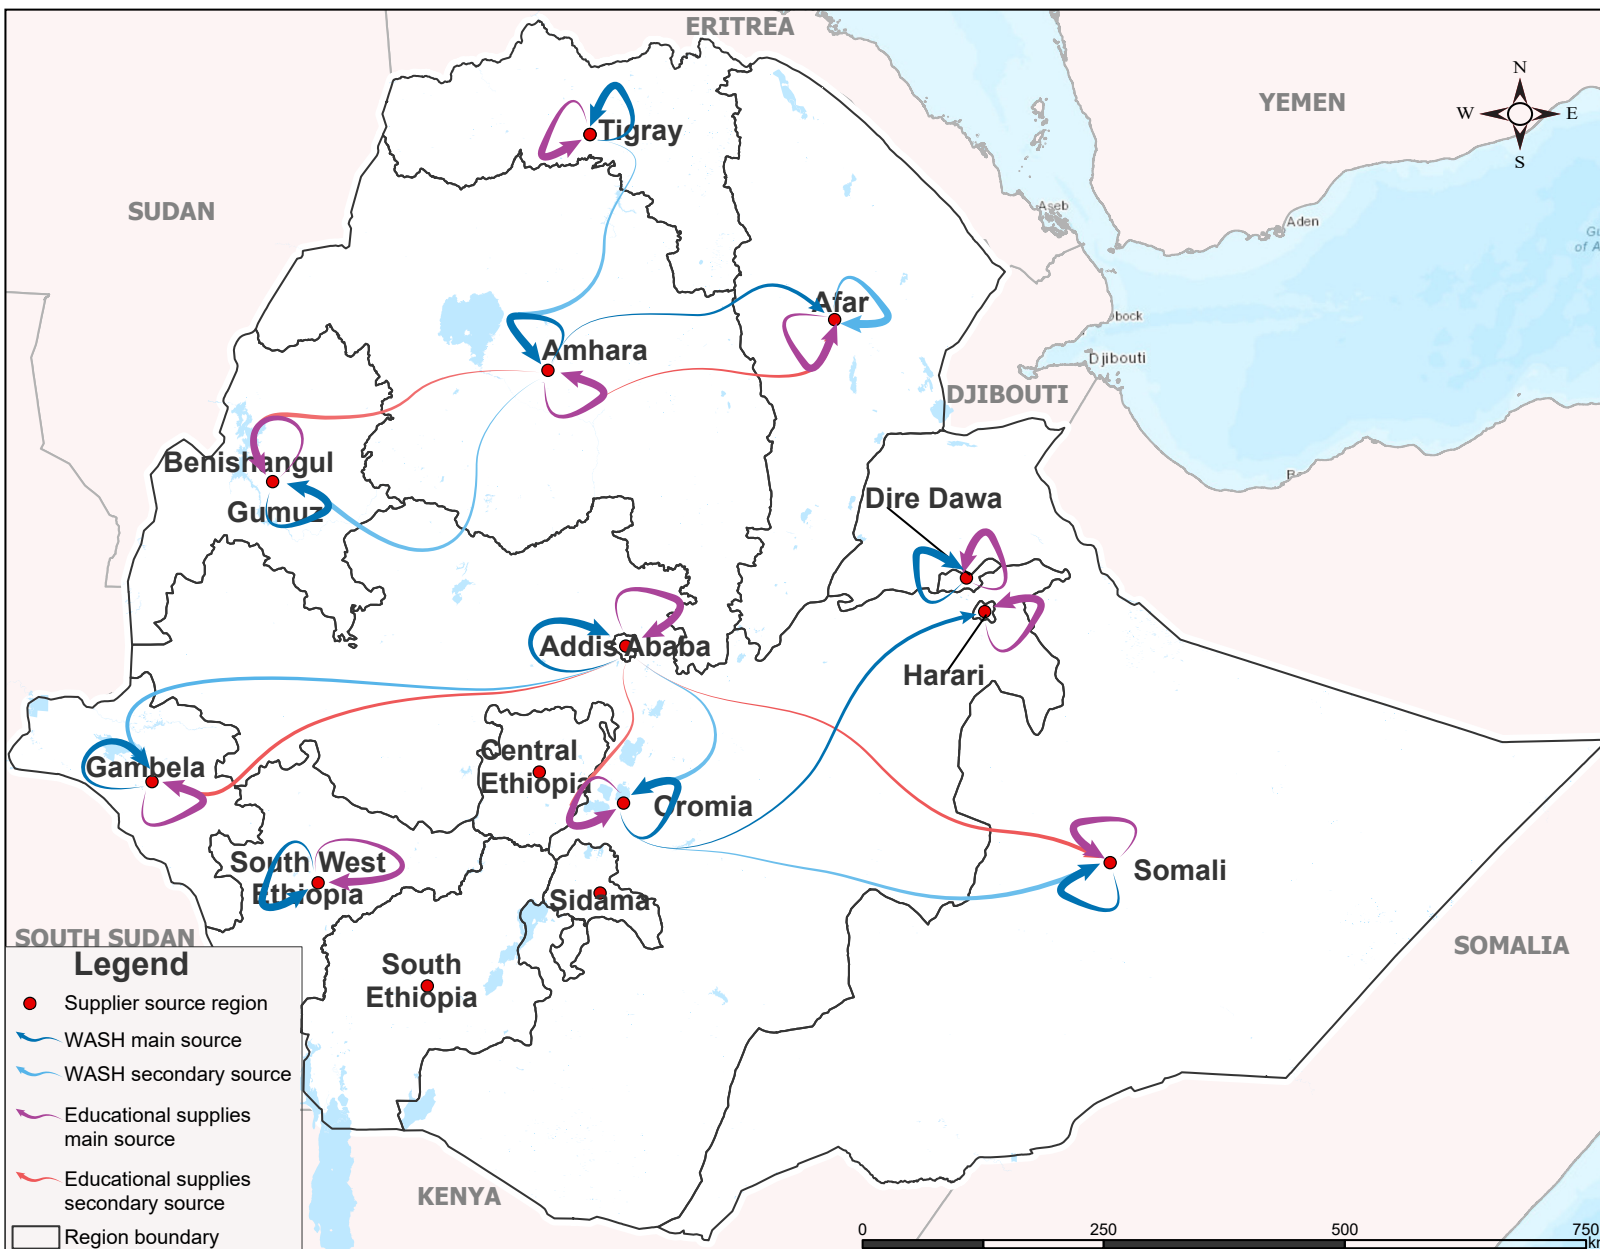 ERITREA
YEMEN
N
W
E
S
Tigray
SUDAN
Aseb
Aden
Afar
Amhara
bock
Djibouti
DJIBOUTI
Benishangul
Gumuz
Dire Dawa
Addis Ababa
Harari
Central
Ethiopia
Gambela
Oromia
South West
Ethiopia
Somali
Sidama
SOUTH SUDAN
SOMALIA
South
Ethiopia
Legend
Supplier source region
WASH main source
WASH secondary source
Educational supplies
main source
Educational supplies
secondary source
Region boundary
KENYA
0
250
500
750